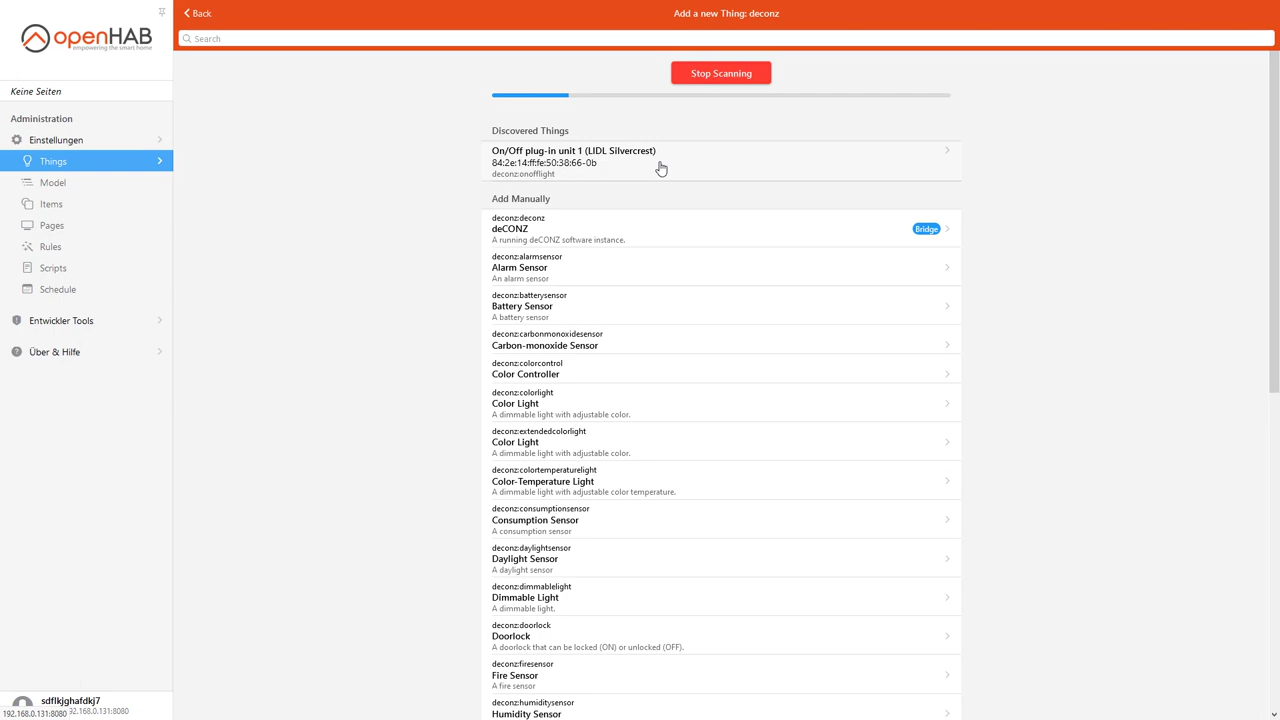 openHAB
empowering the smart home
Keine Seiten
Administration
Einstellungen
Things
Model
Items
Pages
Rules
Scripts
Schedule
Entwickler Tools
Über & Hilfe
sdflkjghafdkj7
192.168.0.131:8080
92.168.0.131:8080
Back
Add a new Thing: deconz
Search
Stop Scanning
Discovered Things
On/Off plug-in unit 1 (LIDL Silvercrest)
84:2e:14:ff:fe:50:38:66-0b
deconz:onofflight
Add Manually
deconz:deconz
deCONZ
A running deCONZ software instance.
Bridge
deconz:alarmsensor
Alarm Sensor
An alarm sensor
deconz:batterysensor
Battery Sensor
A battery sensor
deconz:carbonmonoxidesensor
Carbon-monoxide Sensor
deconz:colorcontrol
Color Controller
deconz:colorlight
Color Light
A dimmable light with adjustable color.
deconz:extendedcolorlight
Color Light
A dimmable light with adjustable color.
deconz:colortemperaturelight
Color-Temperature Light
A dimmable light with adjustable color temperature.
deconz:consumptionsensor
Consumption Sensor
A consumption sensor
deconz:daylightsensor
Daylight Sensor
A daylight sensor
deconz:dimmablelight
Dimmable Light
A dimmable light.
deconz:doorlock
Doorlock
A doorlock that can be locked (ON) or unlocked (OFF).
deconz:firesensor
Fire Sensor
A fire sensor
deconz:humiditysensor
Humidity Sensor